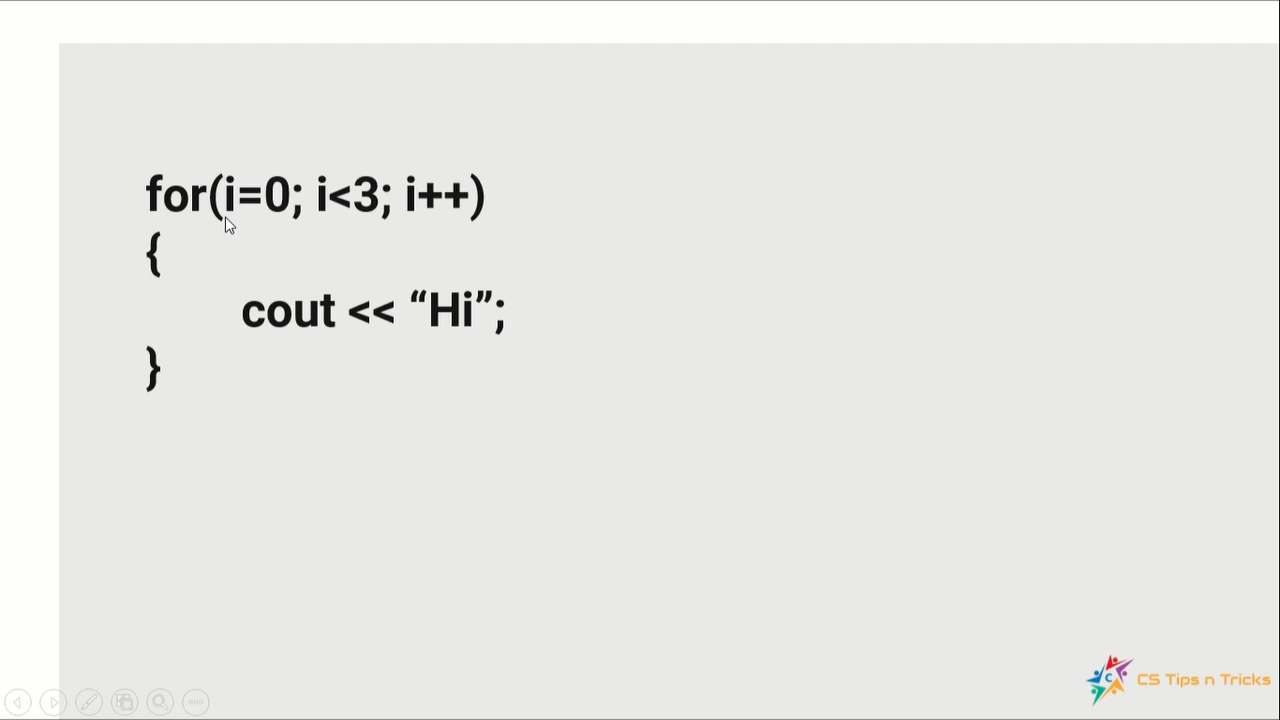 for(i=0; i<3; i++)
{
cout << “Hi”;
}
C
CS Tips n Tricks